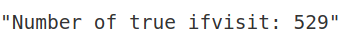 "Number of true ifvisit: 529"